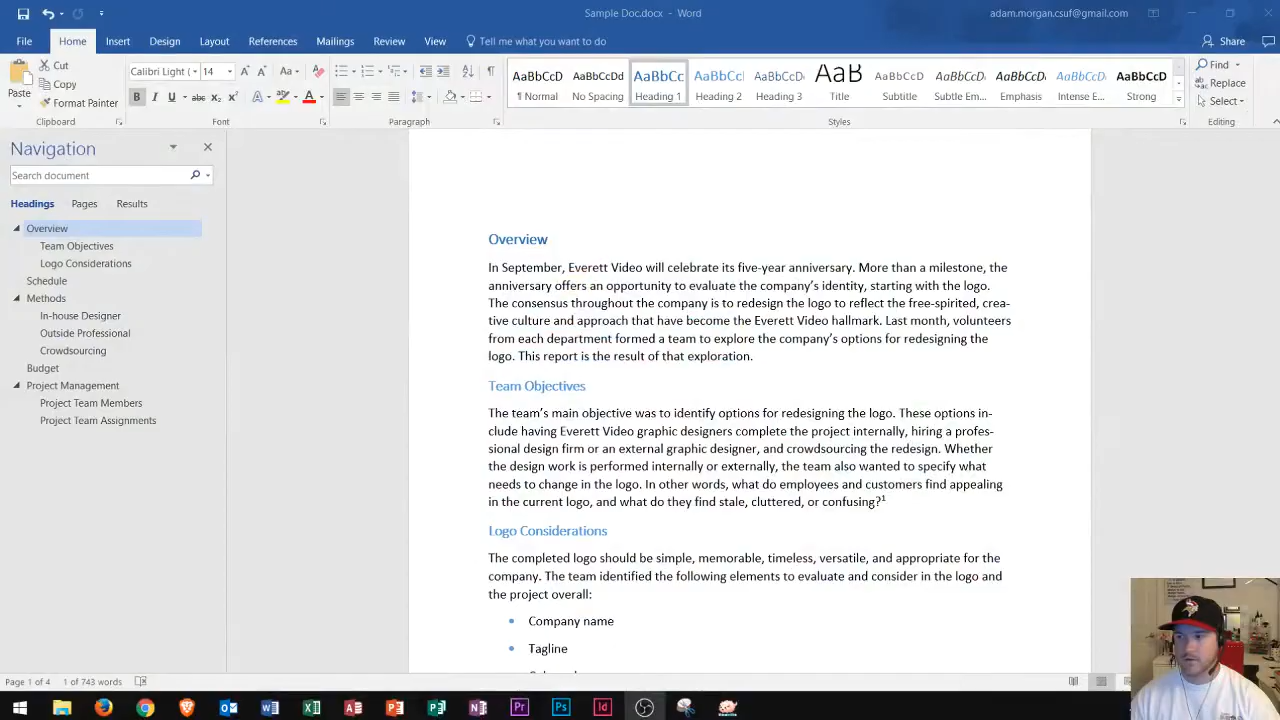 Sample Doc.docx - Word
adam.morgan.csuf@gmail.com
File Home Insert Design Layout References Mailings Review View Tell me what you want to do Share
Paste
Cut
Copy
Format Painter
Clipboard
Calibri Light ( 14
Aa
B I U abc x₂ x²
Font
Paragraph
AaBbCcD AaBbCcDd AaBbCc AaBbCcl AaBbCcD AaB AaBbCcD AaBbCcD AaBbCcD AaBbCcD AaBbCcD
¶ Normal No Spacing Heading 1 Heading 2 Heading 3 Title Subtitle Subtle Em... Emphasis Intense E... Strong
Styles
Find
Replace
Select
Editing
Navigation
Search document
Headings Pages Results
Overview
Team Objectives
Logo Considerations
Schedule
Methods
In-house Designer
Outside Professional
Crowdsourcing
Budget
Project Management
Project Team Members
Project Team Assignments
Overview
In September, Everett Video will celebrate its five-year anniversary. More than a milestone, the
anniversary offers an opportunity to evaluate the company’s identity, starting with the logo.
The consensus throughout the company is to redesign the logo to reflect the free-spirited, crea-
tive culture and approach that have become the Everett Video hallmark. Last month, volunteers
from each department formed a team to explore the company’s options for redesigning the
logo. This report is the result of that exploration.
Team Objectives
The team’s main objective was to identify options for redesigning the logo. These options in-
clude having Everett Video graphic designers complete the project internally, hiring a profes-
sional design firm or an external graphic designer, and crowdsourcing the redesign. Whether
the design work is performed internally or externally, the team also wanted to specify what
needs to change in the logo. In other words, what do employees and customers find appealing
in the current logo, and what do they find stale, cluttered, or confusing?¹
Logo Considerations
The completed logo should be simple, memorable, timeless, versatile, and appropriate for the
company. The team identified the following elements to evaluate and consider in the logo and
the project overall:
• Company name
• Tagline
Page 1 of 4 1 of 743 words